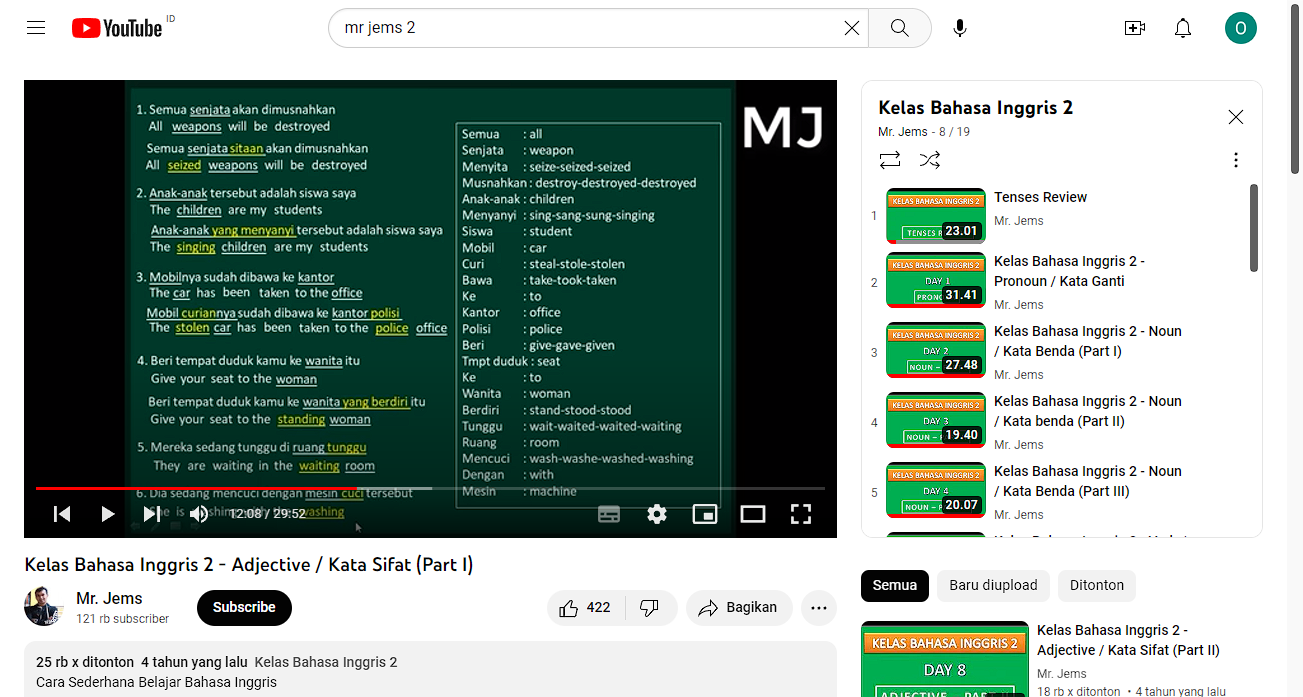 YouTube ID
mr jems 2
O
MJ
1. Semua senjata akan dimusnahkan
All weapons will be destroyed
Semua senjata sitaan akan dimusnahkan
All seized weapons will be destroyed
2. Anak-anak tersebut adalah siswa saya
The children are my students
Anak-anak yang menyanyi tersebut adalah siswa saya
The singing children are my students
3. Mobilnya sudah dibawa ke kantor
The car has been taken to the office
Mobil curiannya sudah dibawa ke kantor polisi
The stolen car has been taken to the police office
4. Beri tempat duduk kamu ke wanita itu
Give your seat to the woman
Beri tempat duduk kamu ke wanita yang berdiri itu
Give your seat to the standing woman
5. Mereka sedang tunggu di ruang tunggu
They are waiting in the waiting room
6. Dia sedang mencuci dengan mesin cuci tersebut
washing
Semua : all
Senjata : weapon
Menyita : seize-seized-seized
Musnahkan : destroy-destroyed-destroyed
Anak-anak : children
Menyanyi : sing-sang-sung-singing
Siswa : student
Mobil : car
Curi : steal-stole-stolen
Bawa : take-took-taken
Ke : to
Kantor : office
Polisi : police
Beri : give-gave-given
Tmpt duduk : seat
Ke : to
Wanita : woman
Berdiri : stand-stood-stood
Tunggu : wait-waited-waited-waiting
Ruang : room
Mencuci : wash-washe-washed-washing
Dengan : with
Mesin : machine
12:08 / 29:52
Kelas Bahasa Inggris 2 - Adjective / Kata Sifat (Part I)
Mr. Jems
121 rb subscriber
Subscribe
422
Bagikan
25 rb x ditonton 4 tahun yang lalu Kelas Bahasa Inggris 2
Cara Sederhana Belajar Bahasa Inggris
Kelas Bahasa Inggris 2
Mr. Jems - 8 / 19
1
KELAS BAHASA INGGRIS 2
TENSES R
23.01
Tenses Review
Mr. Jems
2
KELAS BAHASA INGGRIS 2
DAY 1
PRONO
31.41
Kelas Bahasa Inggris 2 -
Pronoun / Kata Ganti
Mr. Jems
3
KELAS BAHASA INGGRIS 2
DAY 2
NOUN –
27.48
Kelas Bahasa Inggris 2 - Noun
/ Kata Benda (Part I)
Mr. Jems
4
KELAS BAHASA INGGRIS 2
DAY 3
NOUN – P
19.40
Kelas Bahasa Inggris 2 - Noun
/ Kata benda (Part II)
Mr. Jems
5
KELAS BAHASA INGGRIS 2
DAY 4
NOUN – P
20.07
Kelas Bahasa Inggris 2 - Noun
/ Kata Benda (Part III)
Mr. Jems
Semua
Baru diupload
Ditonton
KELAS BAHASA INGGRIS 2
DAY 8
Kelas Bahasa Inggris 2 -
Adjective / Kata Sifat (Part II)
Mr. Jems
18 rb x ditonton • 4 tahun yang lalu